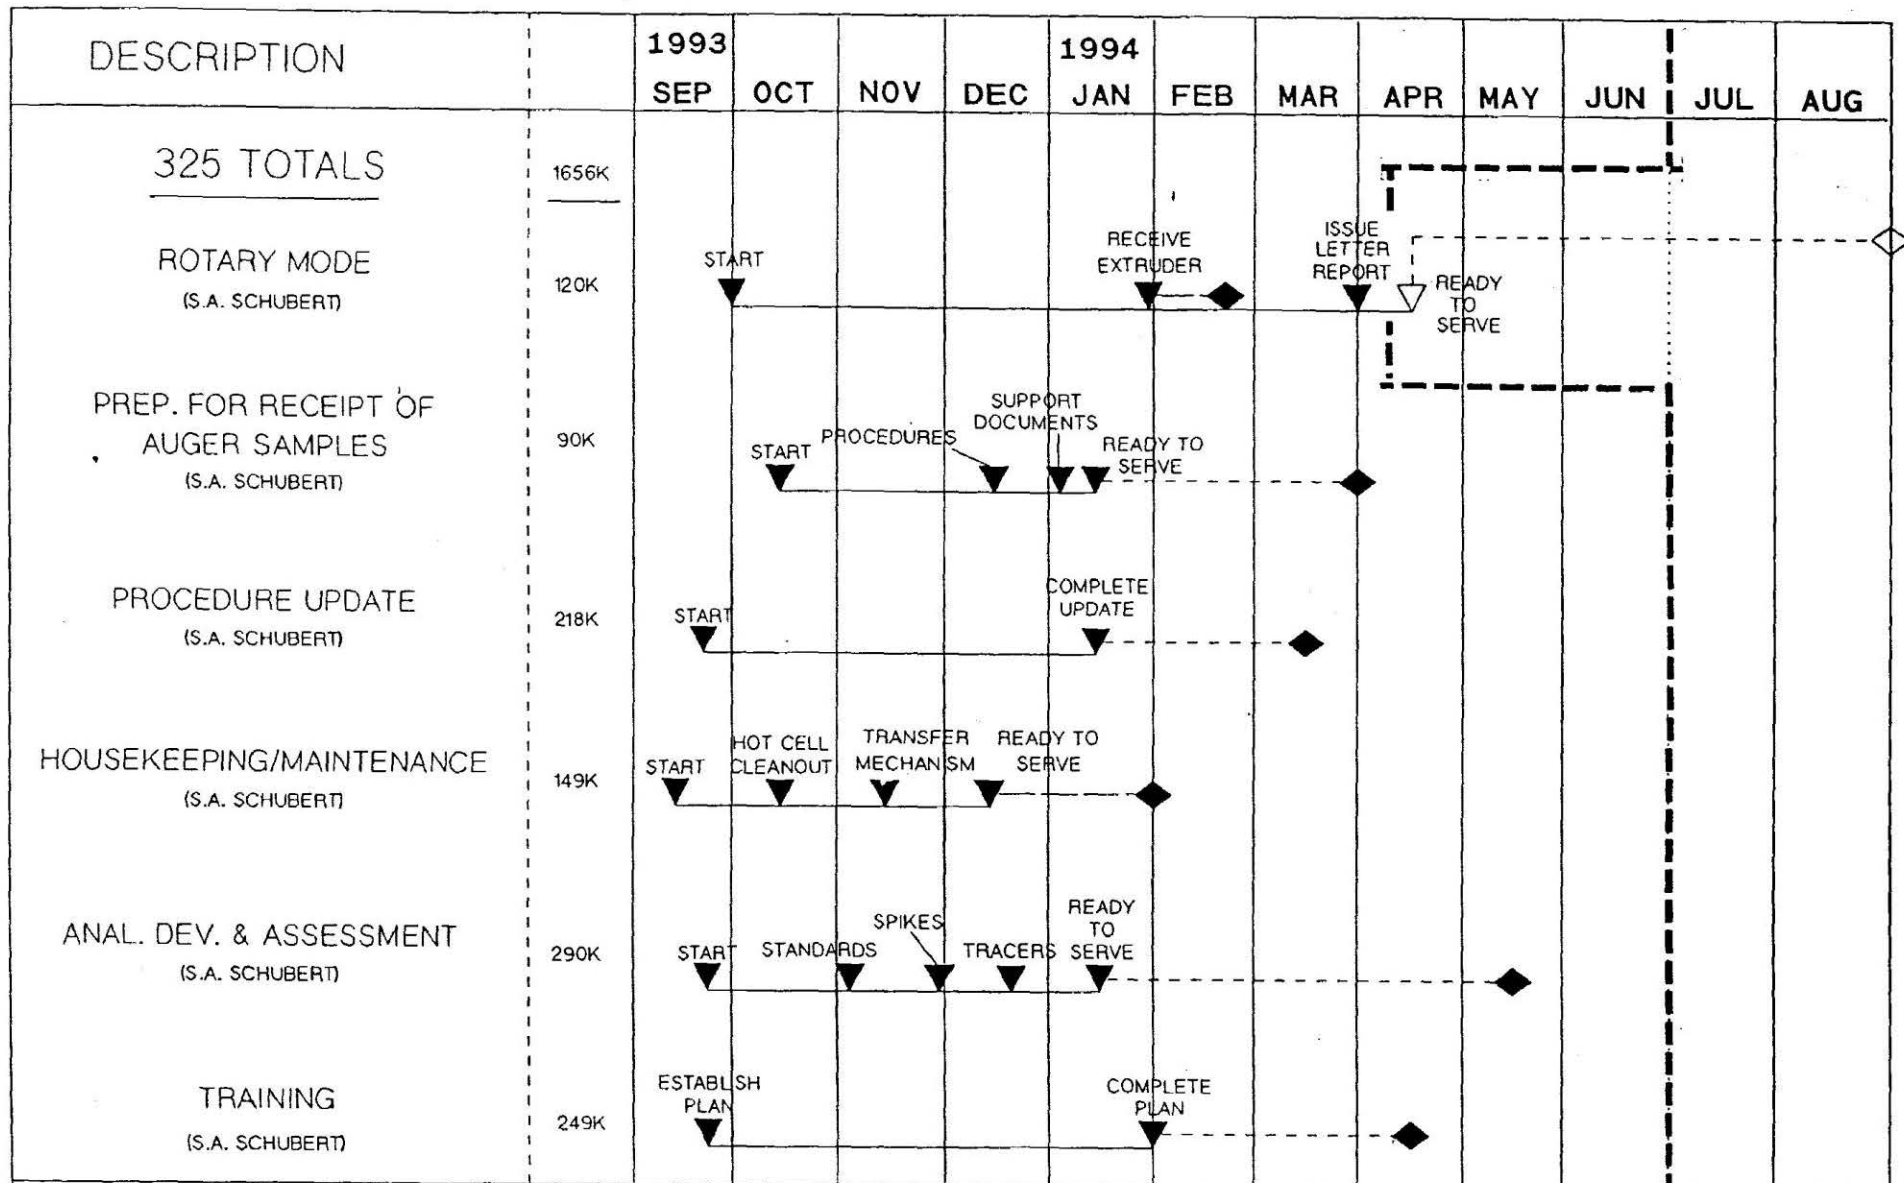 DESCRIPTION
1993
1994
SEP OCT NOV DEC JAN FEB MAR APR MAY JUN JUL AUG
325 TOTALS
1656K
ROTARY MODE
(S.A. SCHUBERT)
120K
START
RECEIVE
EXTRUDER
ISSUE
LETTER
REPORT
READY
TO
SERVE
PREP. FOR RECEIPT OF
AUGER SAMPLES
(S.A. SCHUBERT)
90K
START
PROCEDURES
SUPPORT
DOCUMENTS
READY TO
SERVE
PROCEDURE UPDATE
(S.A. SCHUBERT)
218K
START
COMPLETE
UPDATE
HOUSEKEEPING/MAINTENANCE
(S.A. SCHUBERT)
149K
START
HOT CELL
CLEANOUT
TRANSFER
MECHANISM
READY TO
SERVE
ANAL. DEV. & ASSESSMENT
(S.A. SCHUBERT)
290K
START
STANDARDS
SPIKES
TRACERS
READY
TO
SERVE
TRAINING
(S.A. SCHUBERT)
249K
ESTABLISH
PLAN
COMPLETE
PLAN